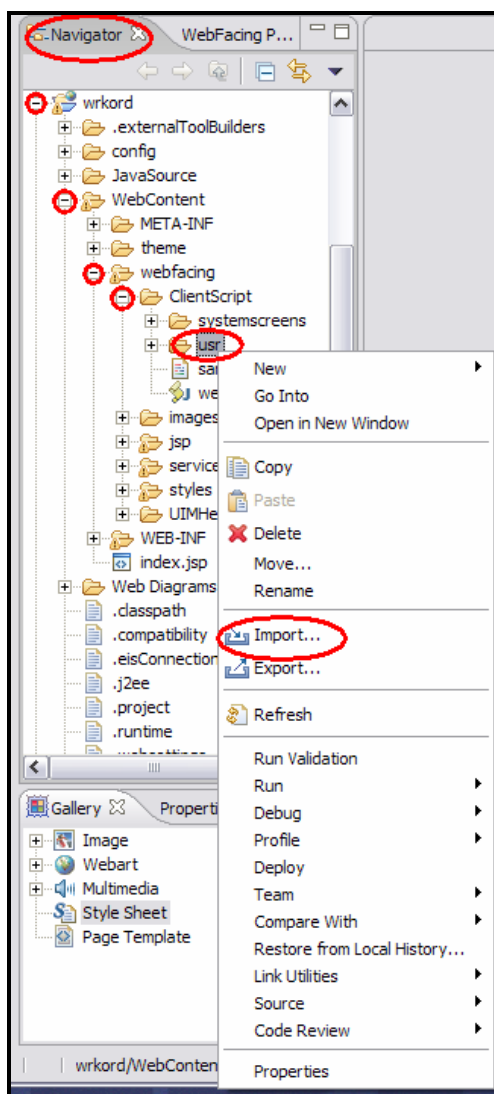 Navigator
WebFacing P...
wrkord
.externalToolBuilders
config
JavaSource
WebContent
META-INF
theme
webfacing
ClientScript
systemscreens
usr
images
jsp
styles
WEB-INF
index.jsp
Web Diagrams
.classpath
.compatibility
.eisConnection
.j2ee
.project
.runtime
New
Go Into
Open in New Window
Copy
Paste
Delete
Move...
Rename
Import...
Export...
Refresh
Run Validation
Run
Debug
Profile
Deploy
Team
Compare With
Restore from Local History...
Link Utilities
Source
Code Review
Properties
Gallery
Properti
Image
Webart
Multimedia
Style Sheet
Page Template
wrkord/WebConten